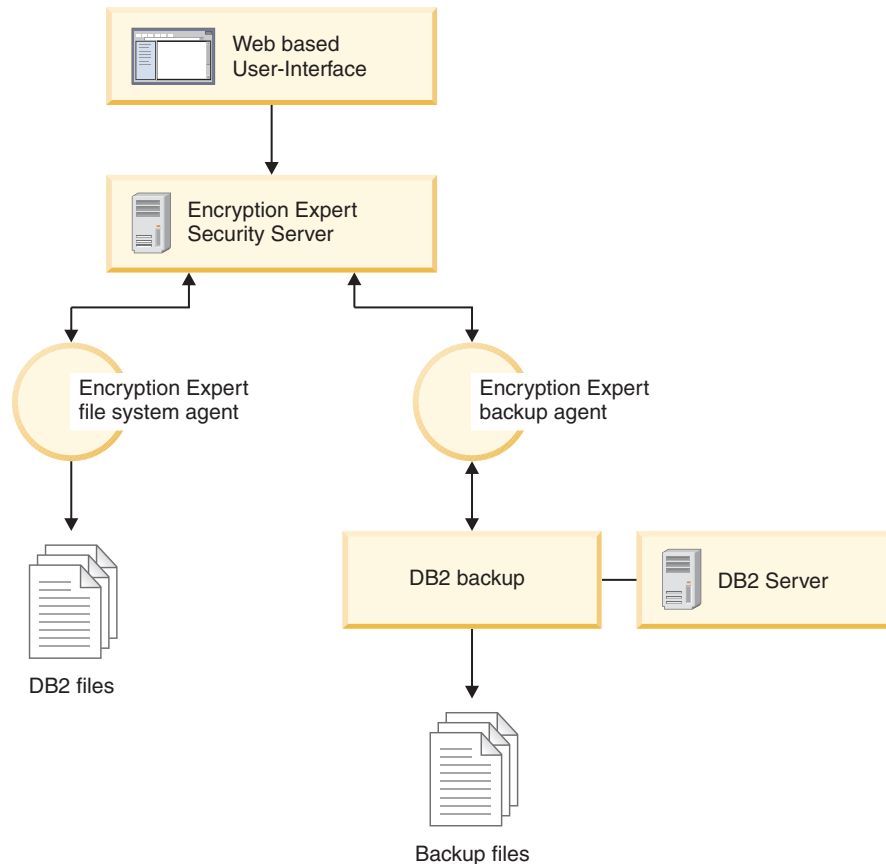 Web based
User-Interface
Encryption Expert
Security Server
Encryption Expert
file system agent
Encryption Expert
backup agent
DB2 backup
DB2 Server
DB2 files
Backup files